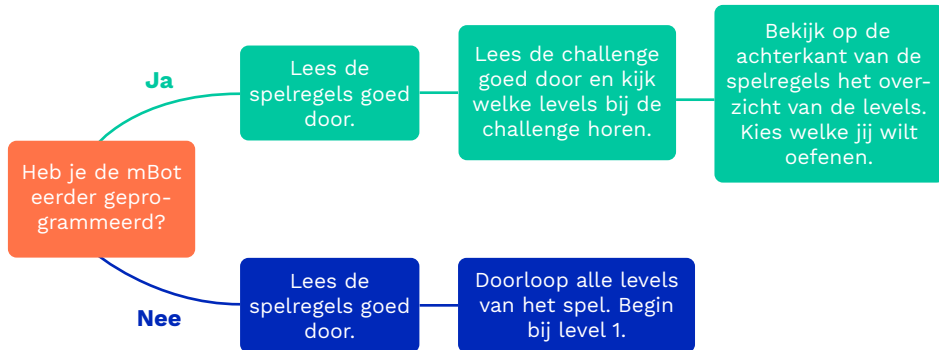 Heb je de mBot
eerder gepro-
grammeerd?
Ja
Lees de
spelregels goed
door.
Lees de challenge
goed door en kijk
welke levels bij de
challenge horen.
Bekijk op de
achterkant van de
spelregels het over-
zicht van de levels.
Kies welke jij wilt
oefenen.
Nee
Lees de
spelregels goed
door.
Doorloop alle levels
van het spel. Begin
bij level 1.